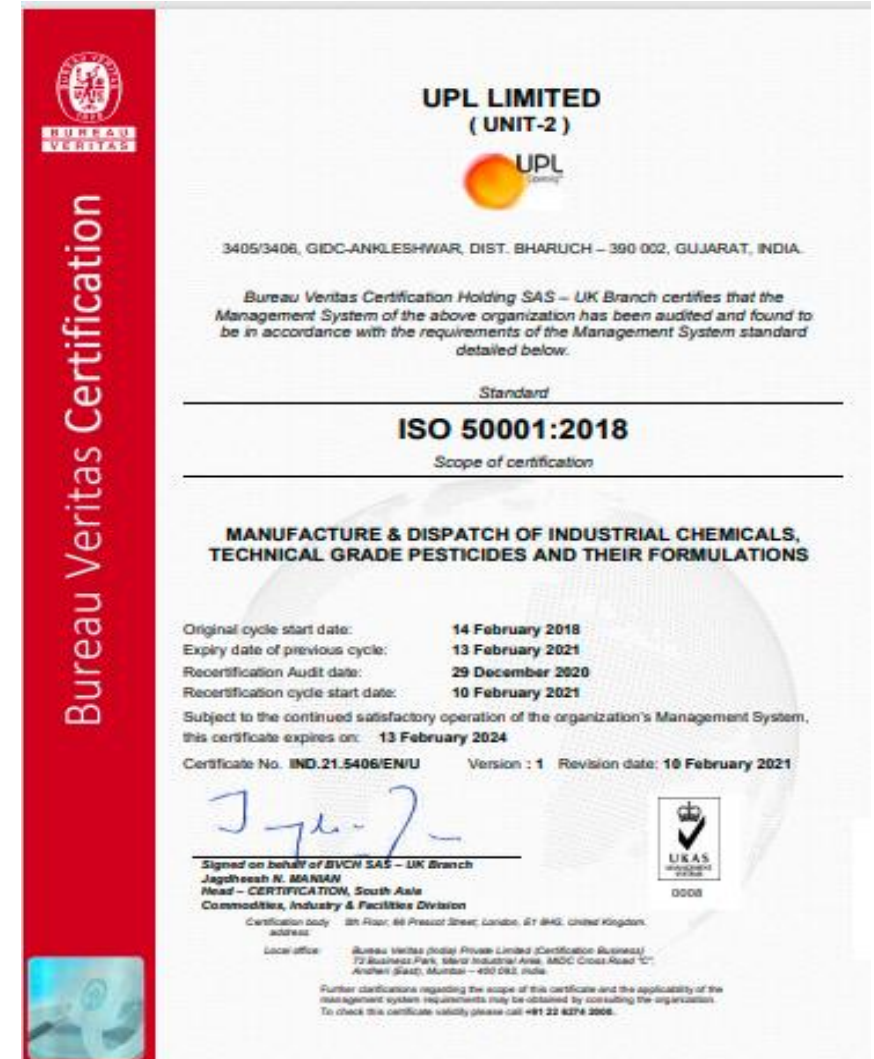 BUREAU
VERITAS
Bureau Veritas Certification
UPL LIMITED
( UNIT-2 )
UPL
3405/3406, GIDC-ANKLESHWAR, DIST. BHARUCH – 390 002, GUJARAT, INDIA.
Bureau Veritas Certification Holding SAS – UK Branch certifies that the
Management System of the above organization has been audited and found to
be in accordance with the requirements of the Management System standard
detailed below.
Standard
ISO 50001:2018
Scope of certification
MANUFACTURE & DISPATCH OF INDUSTRIAL CHEMICALS,
TECHNICAL GRADE PESTICIDES AND THEIR FORMULATIONS
Original cycle start date: 14 February 2018
Expiry date of previous cycle: 13 February 2021
Recertification Audit date: 29 December 2020
Recertification cycle start date: 10 February 2021
Subject to the continued satisfactory operation of the organization's Management System,
this certificate expires on: 13 February 2024
Certificate No. IND.21.5406/EN/U Version : 1 Revision date: 10 February 2021
Signed on behalf of BVCH SAS – UK Branch
Jagdheesh N. MANIAN
Head – CERTIFICATION, South Asia
Commodities, Industry & Facilities Division
UKAS
MANAGEMENT
SYSTEMS
0008
Certification body address: 5th Floor, 66 Prescot Street, London, E1 8HG, United Kingdom.
Local office: Bureau Veritas (India) Private Limited (Certification Business)
72 Business Park, Marol Industrial Area, MIDC Cross Road "C",
Andheri (East), Mumbai – 400 093, India.
Further clarifications regarding the scope of this certificate and the applicability of the
management system requirements may be obtained by consulting the organization.
To check this certificate validity please call +91 22 6274 2000.